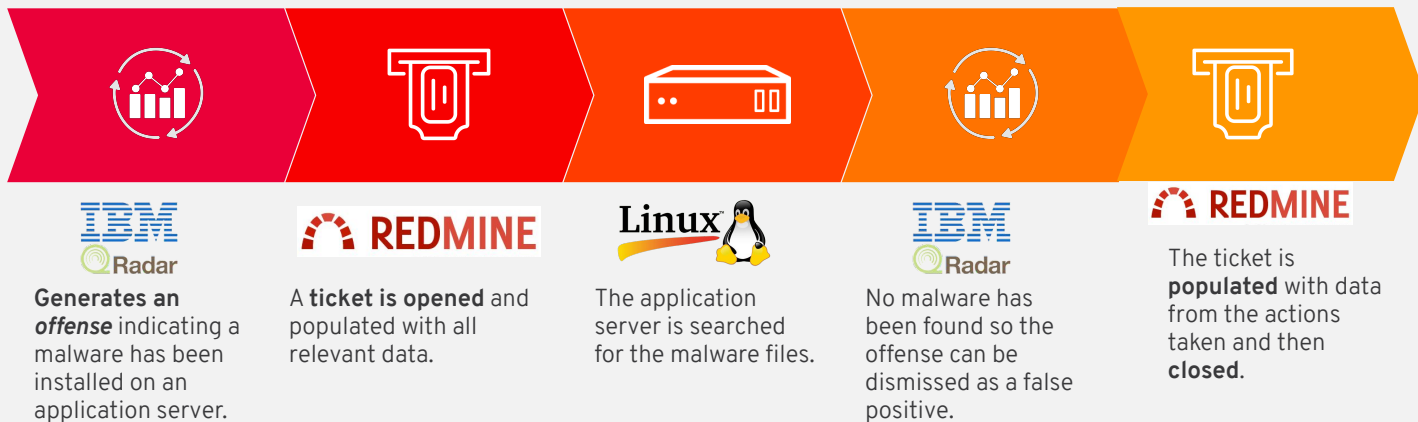 IBM
QRadar
Generates an
offense indicating a
malware has been
installed on an
application server.
REDMINE
A ticket is opened and
populated with all
relevant data.
Linux™
The application
server is searched
for the malware files.
IBM
QRadar
No malware has
been found so the
offense can be
dismissed as a false
positive.
REDMINE
The ticket is
populated with data
from the actions
taken and then
closed.